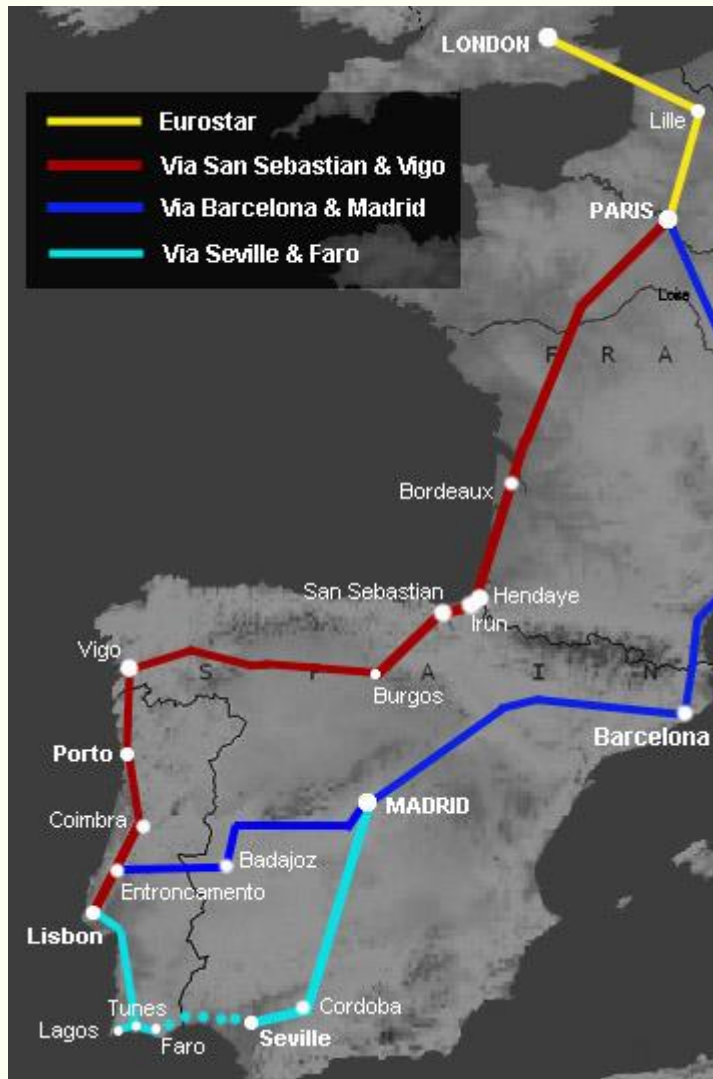 LONDON
Lille
Eurostar
Via San Sebastian & Vigo
Via Barcelona & Madrid
Via Seville & Faro
PARIS
Loise
F R A
Bordeaux
San Sebastian
Hendaye
Irun
Vigo
S P A I N
Burgos
Barcelona
Porto
MADRID
Coimbra
Badajoz
Entroncamento
Lisbon
Tunes
Cordoba
Lagos
Faro
Seville